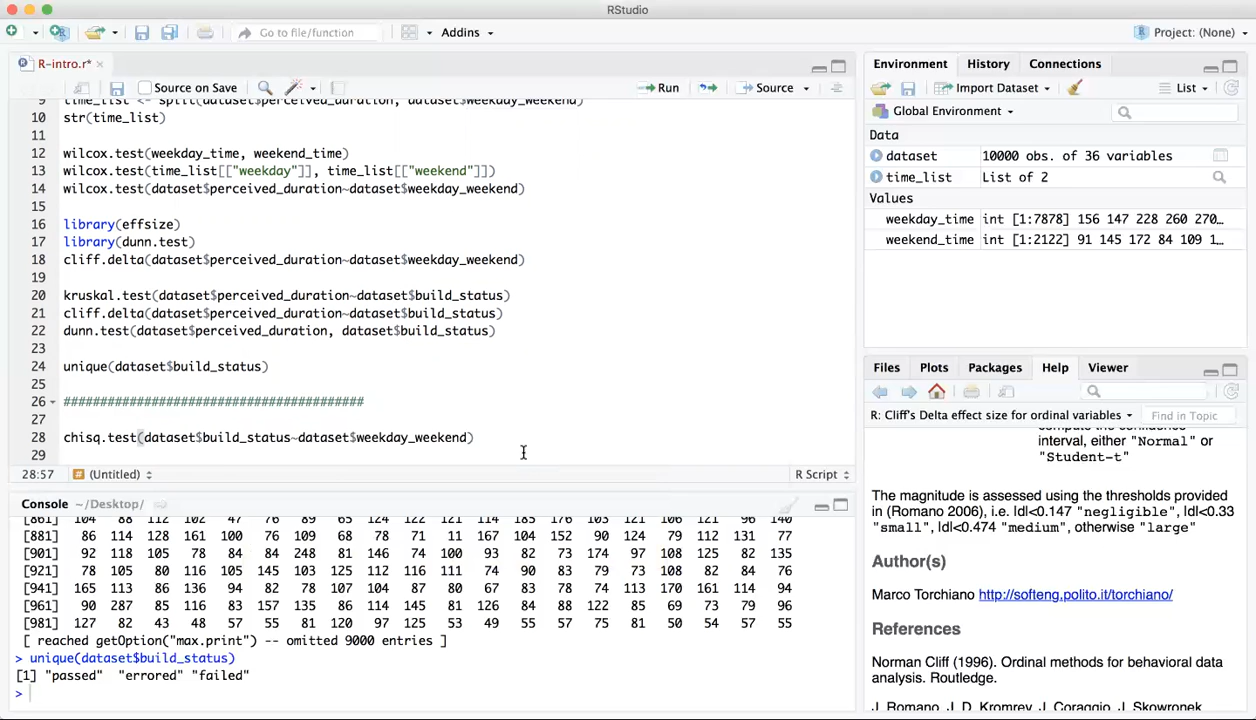 RStudio
Go to file/function
Addins
Project: (None)
R-intro.r*
Source on Save
Run
Source
9 time_list <- split(dataset$perceived_duration, dataset$weekday_weekend)
10 str(time_list)
11
12 wilcox.test(weekday_time, weekend_time)
13 wilcox.test(time_list[["weekday"]], time_list[["weekend"]])
14 wilcox.test(dataset$perceived_duration~dataset$weekday_weekend)
15
16 library(effsize)
17 library(dunn.test)
18 cliff.delta(dataset$perceived_duration~dataset$weekday_weekend)
19
20 kruskal.test(dataset$perceived_duration~dataset$build_status)
21 cliff.delta(dataset$perceived_duration~dataset$build_status)
22 dunn.test(dataset$perceived_duration, dataset$build_status)
23
24 unique(dataset$build_status)
25
26 #########################################
27
28 chisq.test(dataset$build_status~dataset$weekday_weekend)
29
28:57 # (Untitled) R Script
Console ~/Desktop/
[861] 104 88 112 102 47 76 89 65 124 122 121 114 185 176 103 121 106 121 96 140
[881] 86 114 128 161 100 76 109 68 78 71 11 167 104 152 90 124 79 112 131 77
[901] 92 118 105 78 84 84 248 81 146 74 100 93 82 73 174 97 108 125 82 135
[921] 78 105 80 116 105 145 103 125 112 116 111 74 90 83 79 73 108 82 84 76
[941] 165 113 86 136 94 82 78 107 104 87 80 67 83 78 74 113 170 161 114 94
[961] 90 287 85 116 83 157 135 86 114 145 81 126 84 88 122 85 69 73 79 96
[981] 127 82 43 48 57 55 81 120 97 125 53 49 55 57 75 81 50 54 57 55
[ reached getOption("max.print") -- omitted 9000 entries ]
> unique(dataset$build_status)
[1] "passed" "errored" "failed"
>
Environment History Connections
Import Dataset List
Global Environment
Data
dataset 10000 obs. of 36 variables
time_list List of 2
Values
weekday_time int [1:7878] 156 147 228 260 270…
weekend_time int [1:2122] 91 145 172 84 109 1…
Files Plots Packages Help Viewer
R: Cliff's Delta effect size for ordinal variables Find in Topic
compute the confidence
interval, either "Normal" or
"Student-t"
The magnitude is assessed using the thresholds provided
in (Romano 2006), i.e. |d|<0.147 "negligible", |d|<0.33
"small", |d|<0.474 "medium", otherwise "large"
Author(s)
Marco Torchiano http://softeng.polito.it/torchiano/
References
Norman Cliff (1996). Ordinal methods for behavioral data
analysis. Routledge.
J. Romano, J. D. Kromrey, J. Coraggio, J. Skowronek,